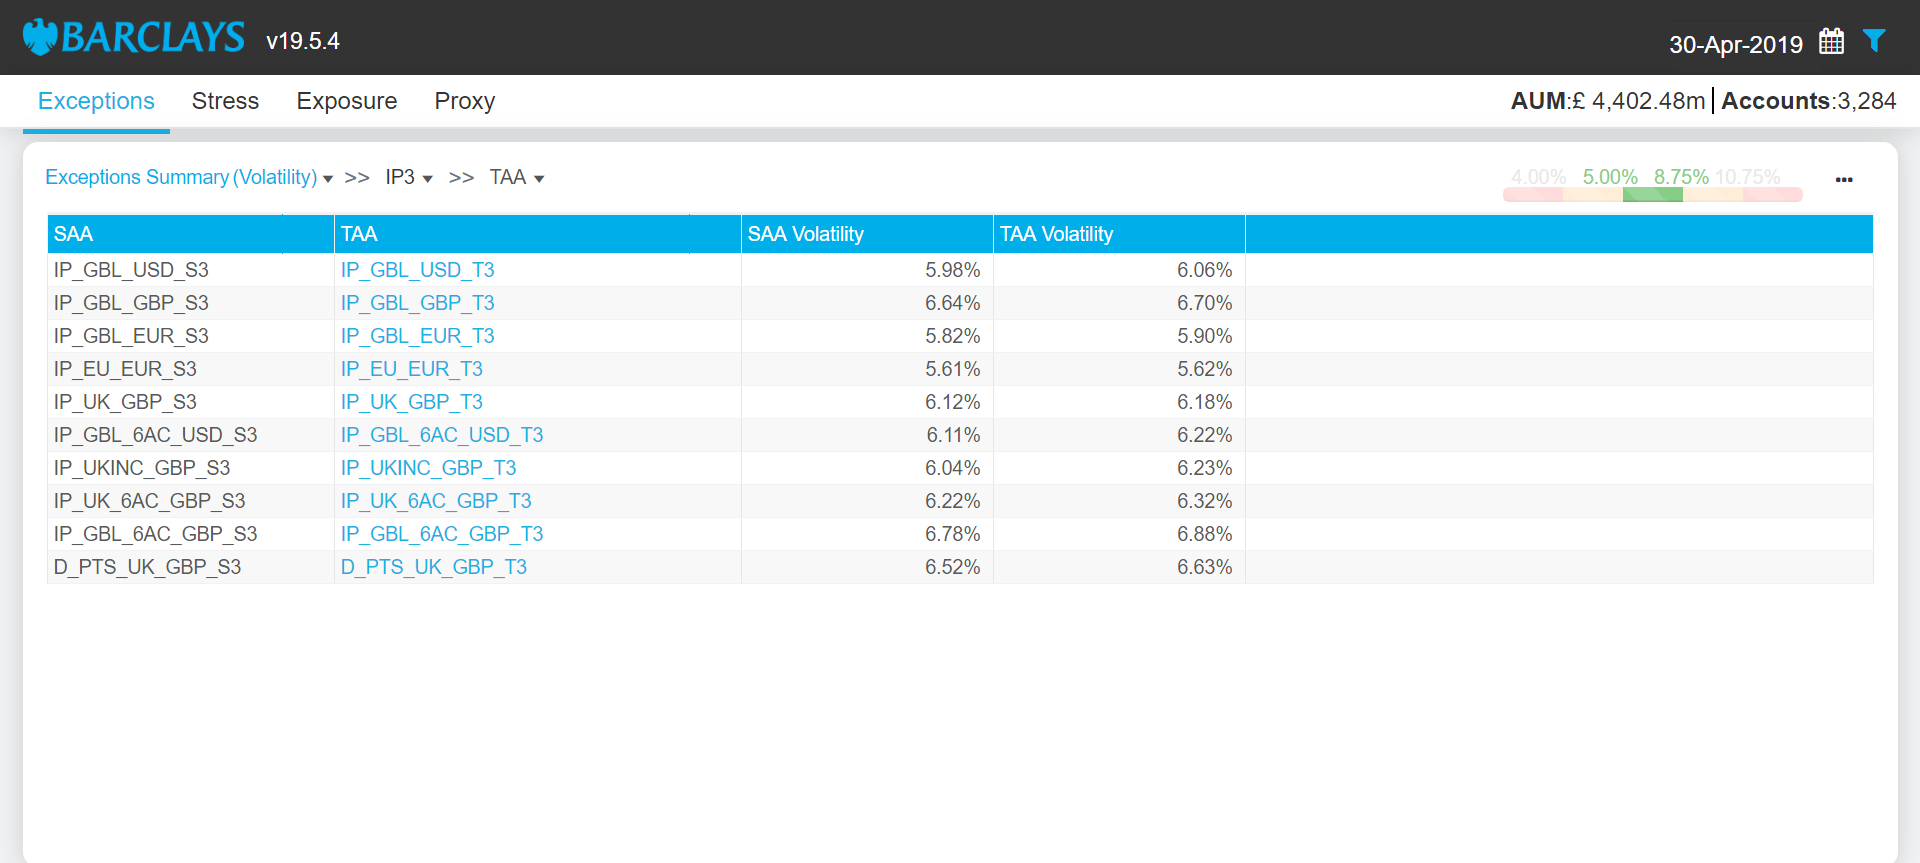 BARCLAYS v19.5.4 30-Apr-2019
Exceptions Stress Exposure Proxy AUM:£ 4,402.48m Accounts:3,284
Exceptions Summary (Volatility) >> IP3 >> TAA 4.00% 5.00% 8.75% 10.75% ...
SAA TAA SAA Volatility TAA Volatility
IP_GBL_USD_S3 IP_GBL_USD_T3 5.98% 6.06%
IP_GBL_GBP_S3 IP_GBL_GBP_T3 6.64% 6.70%
IP_GBL_EUR_S3 IP_GBL_EUR_T3 5.82% 5.90%
IP_EU_EUR_S3 IP_EU_EUR_T3 5.61% 5.62%
IP_UK_GBP_S3 IP_UK_GBP_T3 6.12% 6.18%
IP_GBL_6AC_USD_S3 IP_GBL_6AC_USD_T3 6.11% 6.22%
IP_UKINC_GBP_S3 IP_UKINC_GBP_T3 6.04% 6.23%
IP_UK_6AC_GBP_S3 IP_UK_6AC_GBP_T3 6.22% 6.32%
IP_GBL_6AC_GBP_S3 IP_GBL_6AC_GBP_T3 6.78% 6.88%
D_PTS_UK_GBP_S3 D_PTS_UK_GBP_T3 6.52% 6.63%